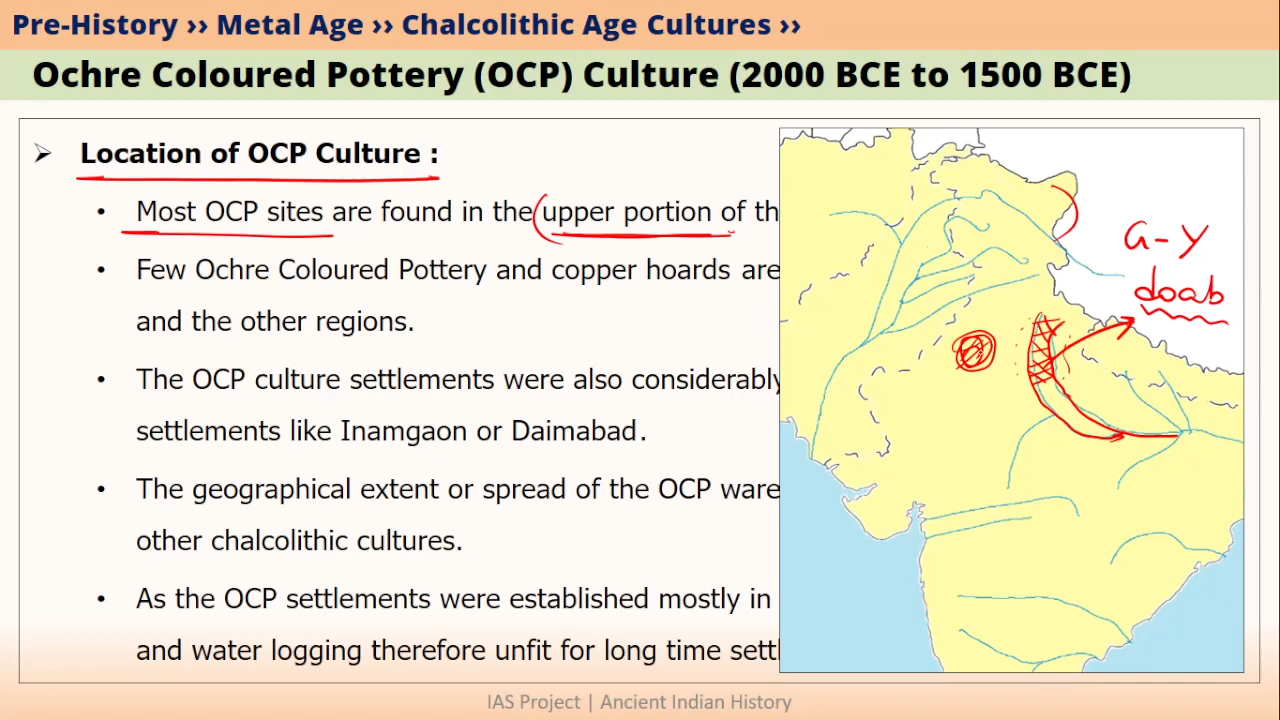 Pre-History ›› Metal Age ›› Chalcolithic Age Cultures ››
Ochre Coloured Pottery (OCP) Culture (2000 BCE to 1500 BCE)
Location of OCP Culture :
Most OCP sites are found in the upper portion of th
Few Ochre Coloured Pottery and copper hoards are
and the other regions.
The OCP culture settlements were also considerably
settlements like Inamgaon or Daimabad.
The geographical extent or spread of the OCP ware
other chalcolithic cultures.
As the OCP settlements were established mostly in
and water logging therefore unfit for long time settl
G-Y
doab
IAS Project | Ancient Indian History